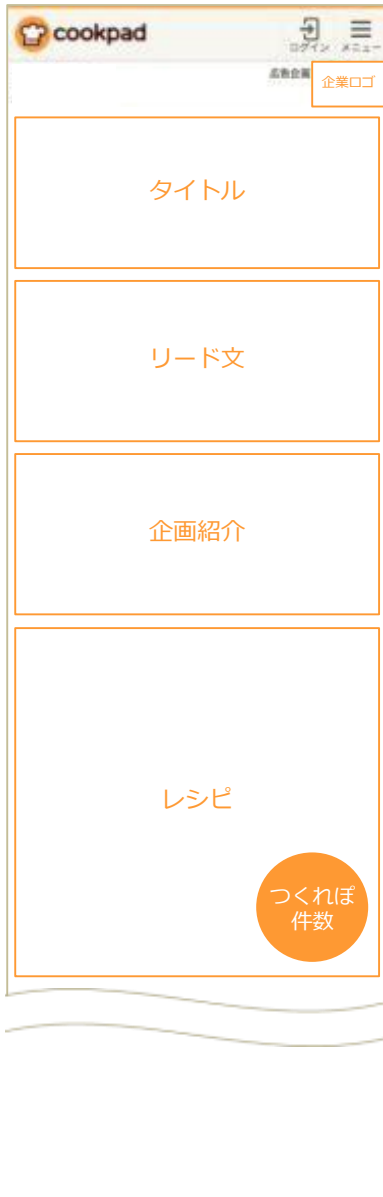 cookpad
ログイン
メニュー
広告企画
企業ロゴ
タイトル
リード文
企画紹介
レシピ
つくれぽ
件数